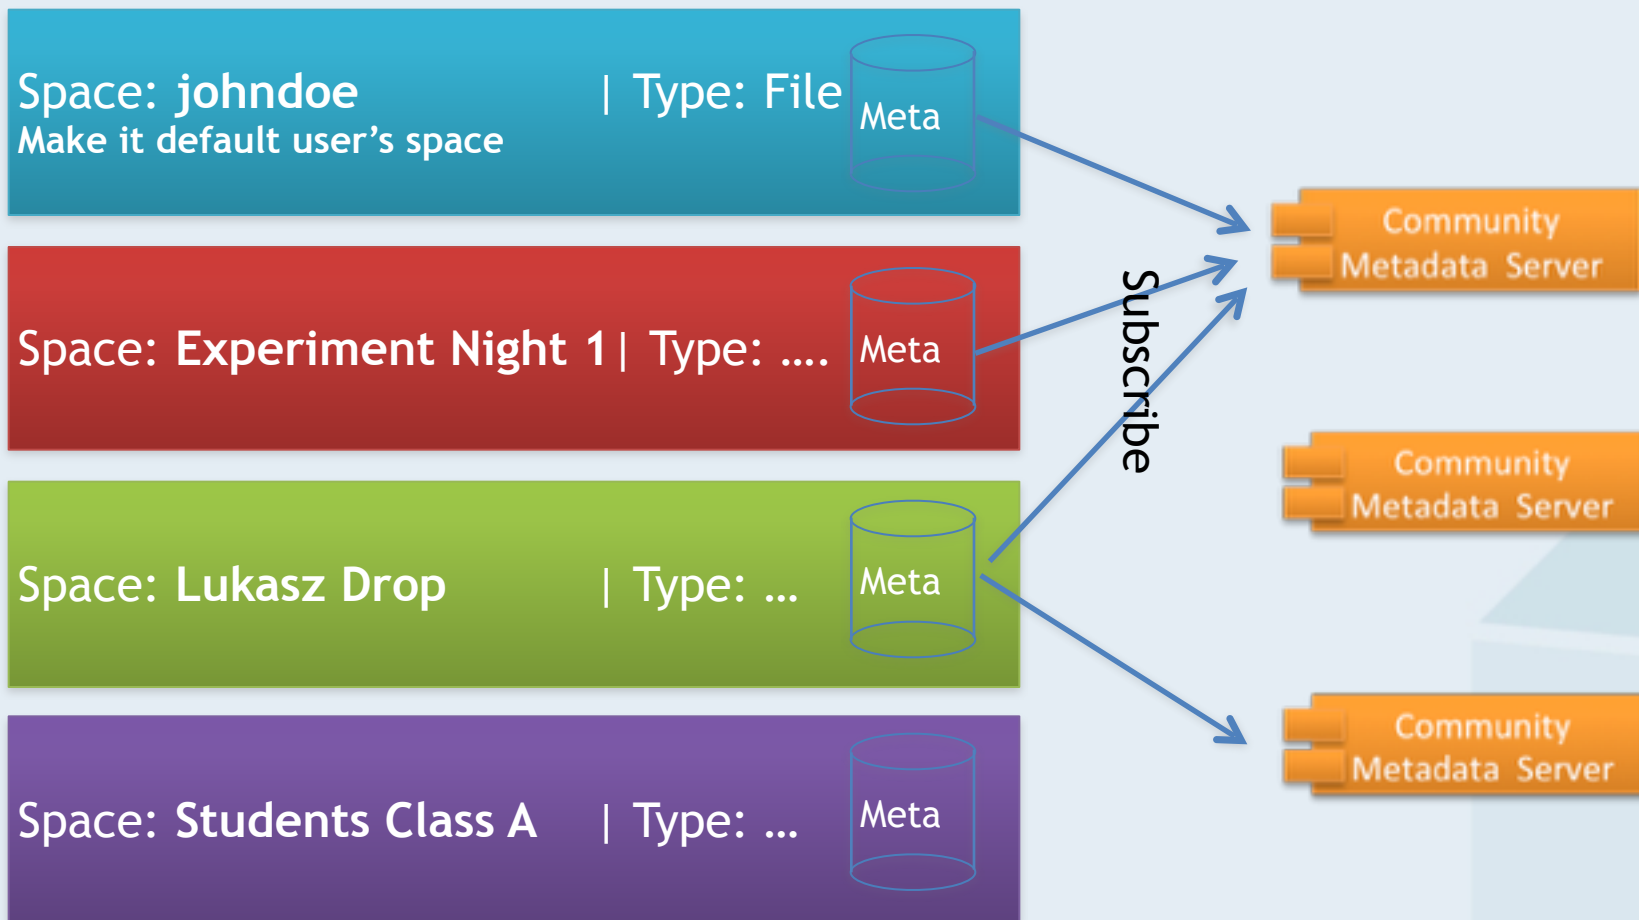 Space: johndoe | Type: File
Make it default user’s space
Meta
Community
Metadata Server
Subscribe
Space: Experiment Night 1| Type: ....
Meta
Community
Metadata Server
Space: Lukasz Drop | Type: ...
Meta
Community
Metadata Server
Space: Students Class A | Type: ...
Meta